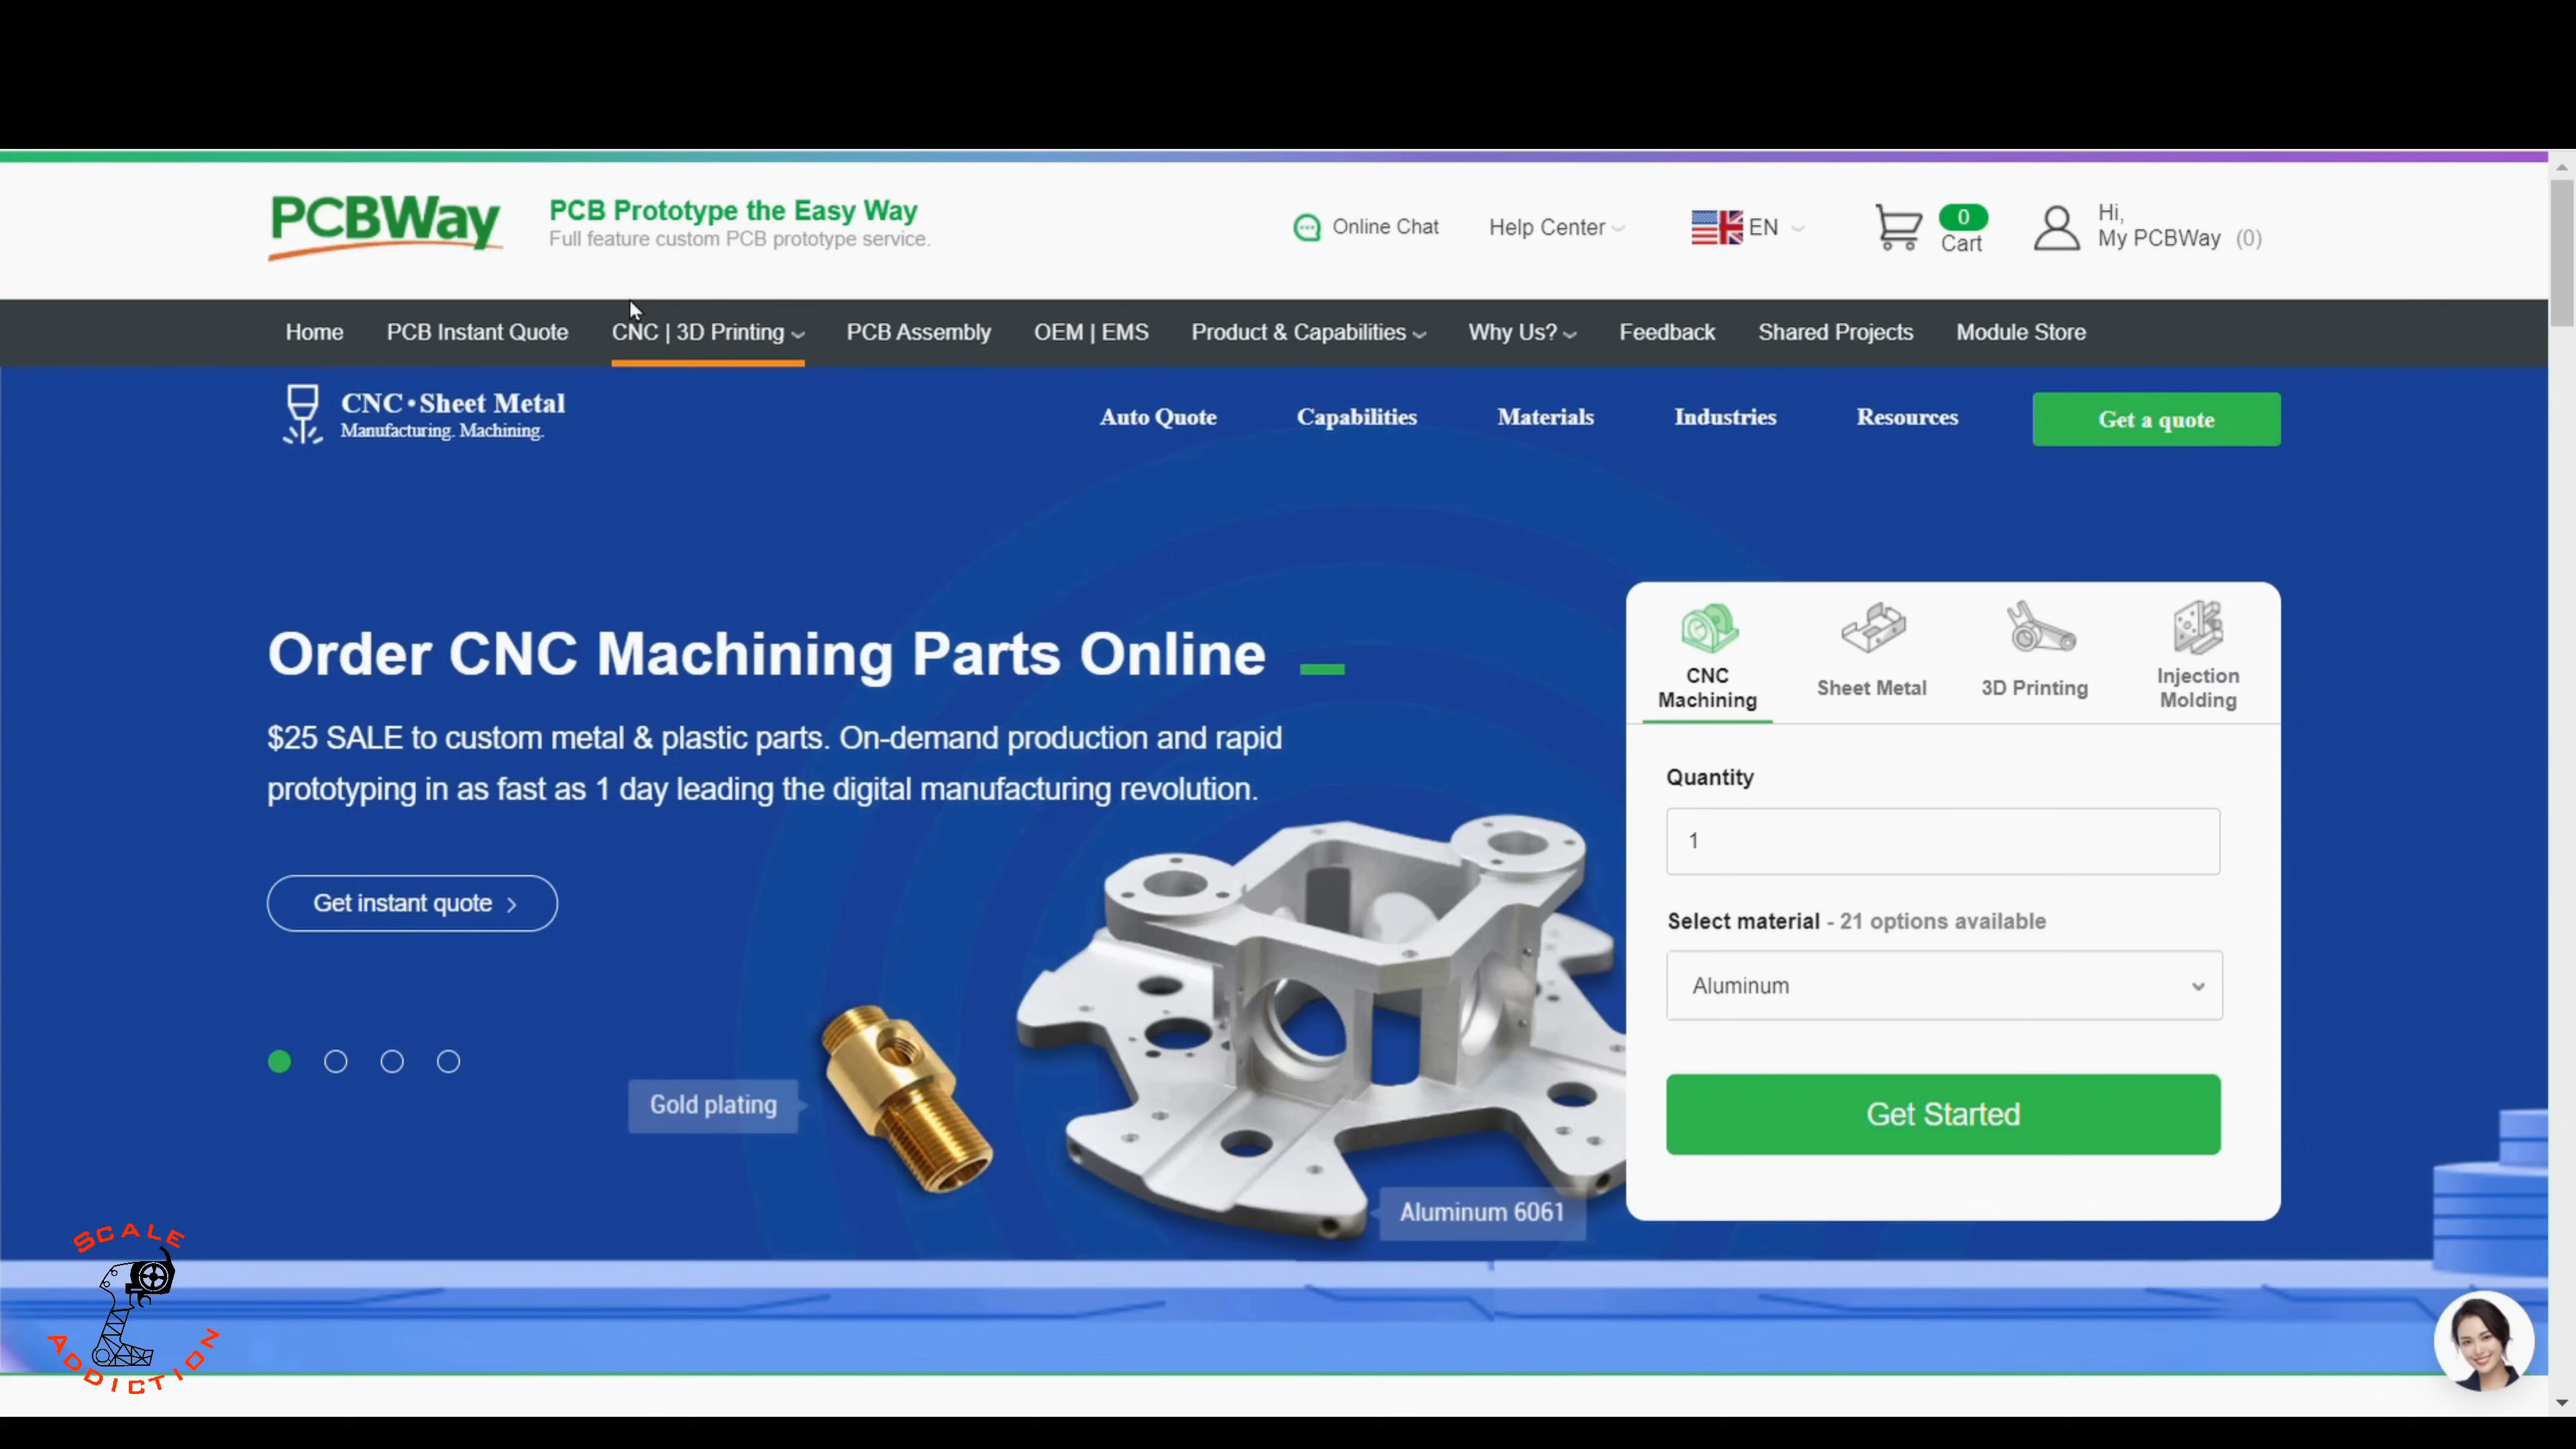 PCBWay
PCB Prototype the Easy Way
Full feature custom PCB prototype service.
Online Chat
Help Center
EN
0
Cart
Hi,
My PCBWay (0)
Home
PCB Instant Quote
CNC | 3D Printing
PCB Assembly
OEM | EMS
Product & Capabilities
Why Us?
Feedback
Shared Projects
Module Store
CNC • Sheet Metal
Manufacturing. Machining.
Auto Quote
Capabilities
Materials
Industries
Resources
Get a quote
Order CNC Machining Parts Online
$25 SALE to custom metal & plastic parts. On-demand production and rapid
prototyping in as fast as 1 day leading the digital manufacturing revolution.
Get instant quote >
Gold plating
Aluminum 6061
CNC
Machining
Sheet Metal
3D Printing
Injection
Molding
Quantity
1
Select material - 21 options available
Aluminum
Get Started
SCALE
ADDICTION